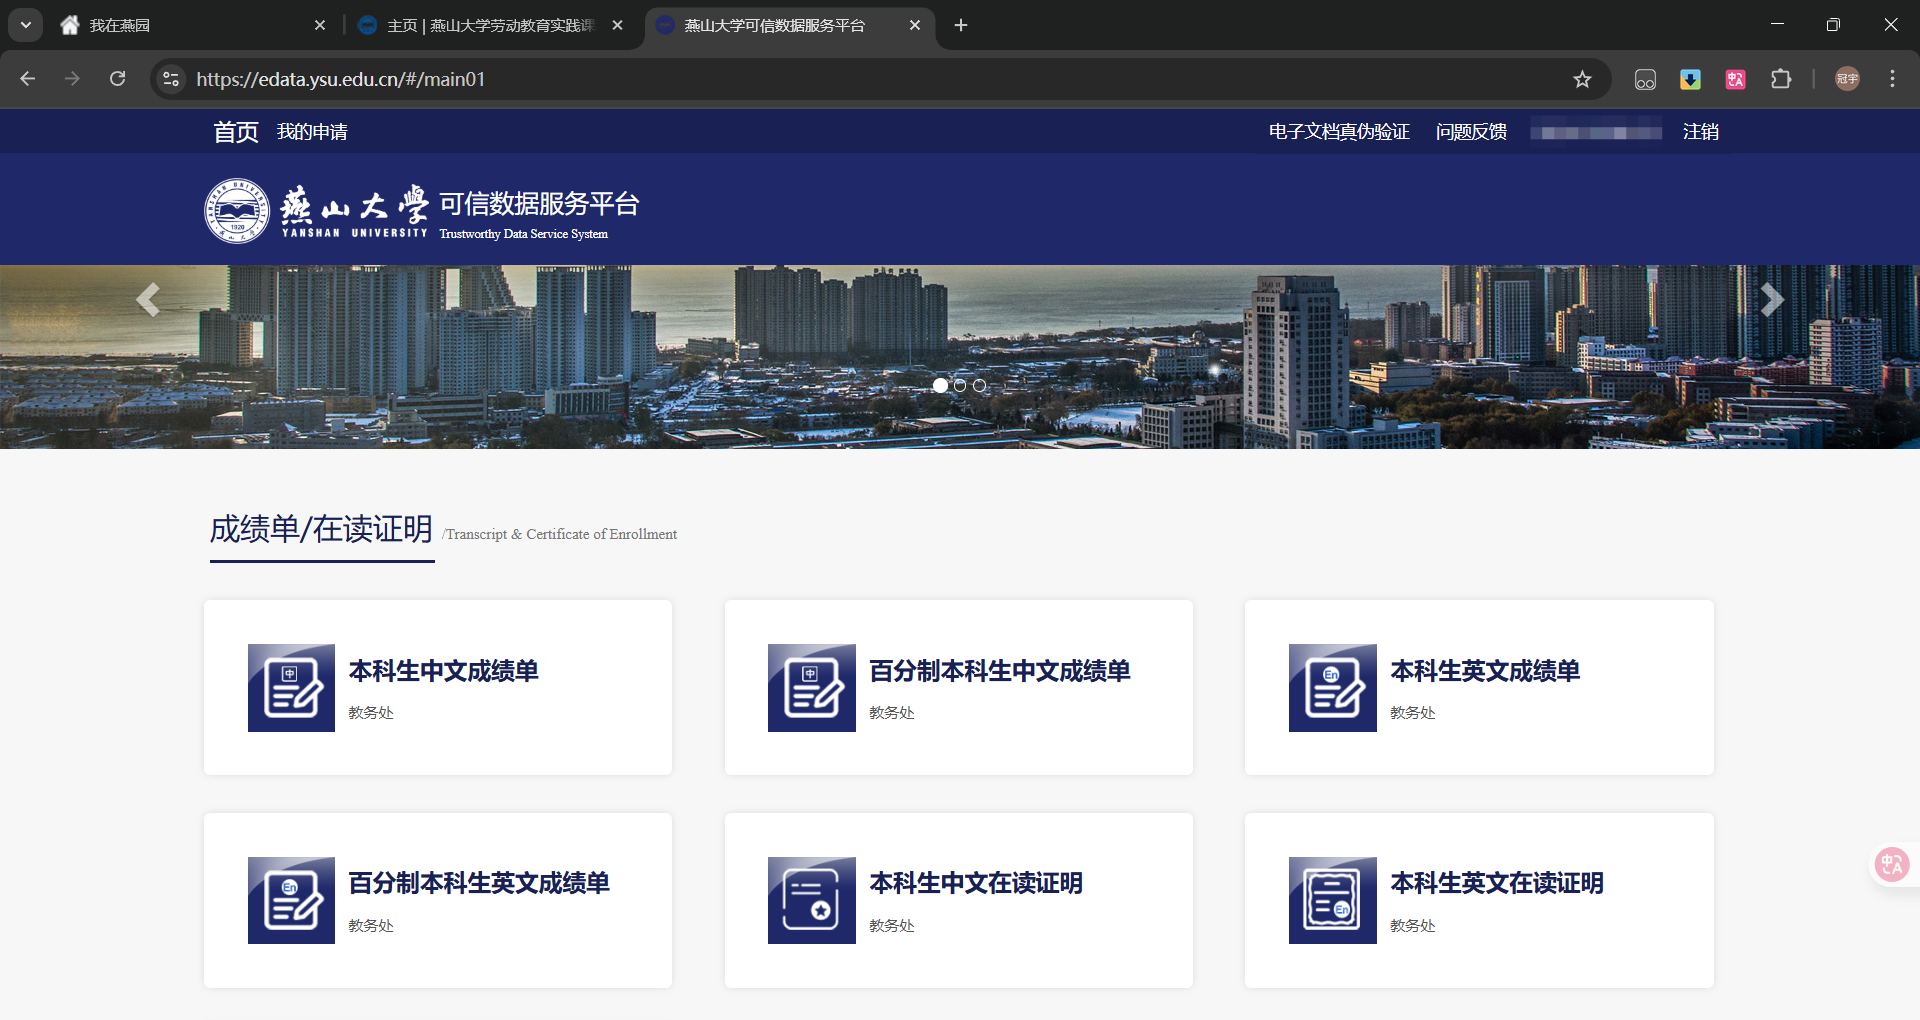 我在燕园
主页 | 燕山大学劳动教育实践课
燕山大学可信数据服务平台
https://edata.ysu.edu.cn/#/main01
冠宇
首页 我的申请
电子文档真伪验证 问题反馈 注销
燕山大學
YANSHAN UNIVERSITY
可信数据服务平台
Trustworthy Data Service System
成绩单/在读证明 /Transcript & Certificate of Enrollment
中
本科生中文成绩单
教务处
中
百分制本科生中文成绩单
教务处
En
本科生英文成绩单
教务处
En
百分制本科生英文成绩单
教务处
本科生中文在读证明
教务处
En
本科生英文在读证明
教务处